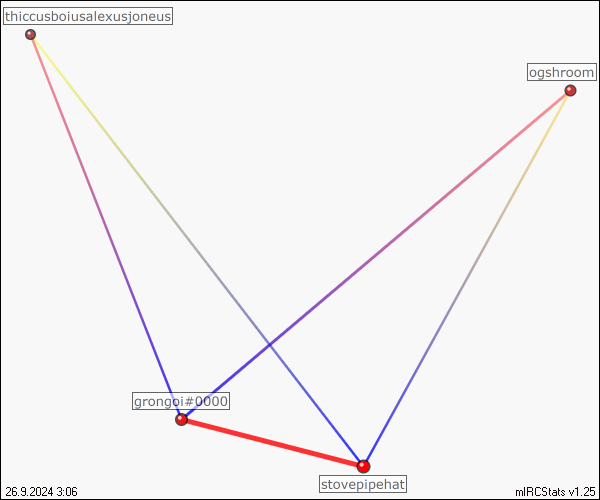 thiccusboiusalexusjoneus
ogshroom
grongoi#0000
stovepipehat
26.9.2024 3:06
mIRCStats v1.25